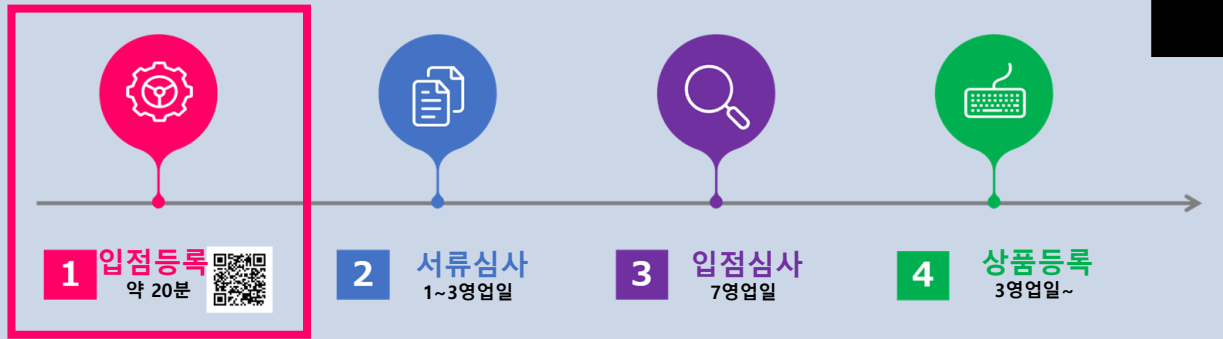 1 입점등록
약 20분
2 서류심사
1~3영업일
3 입점심사
7영업일
4 상품등록
3영업일~